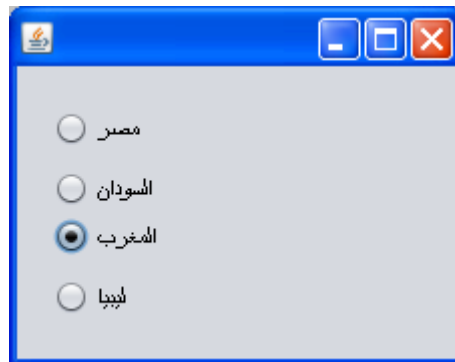 مصر
السودان
المغرب
ليبيا